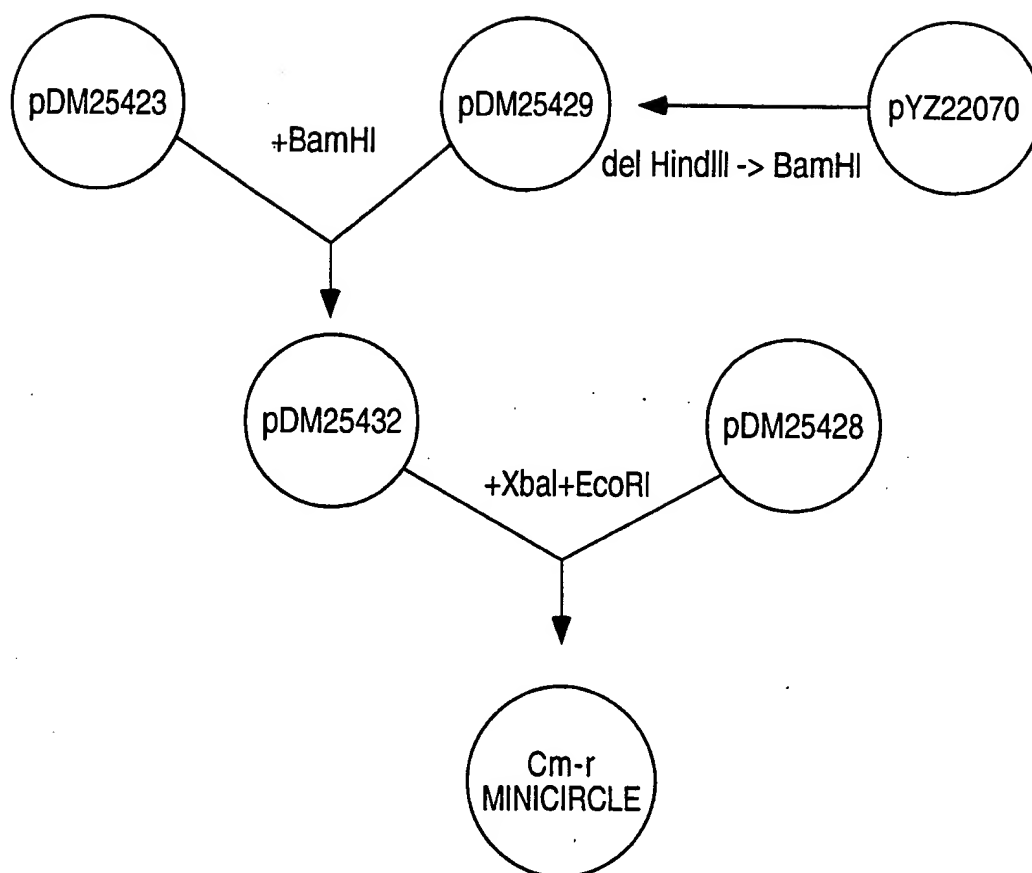 pDM25423
pDM25429
pYZ22070
+BamHI
del HindIII -> BamHI
pDM25432
pDM25428
+XbaI+EcoRI
Cm-r
MINICIRCLE